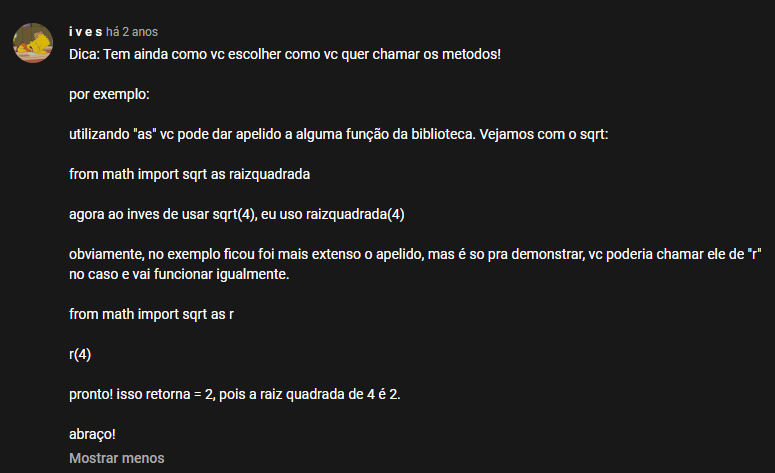 i v e s há 2 anos
Dica: Tem ainda como vc escolher como vc quer chamar os metodos!
por exemplo:
utilizando "as" vc pode dar apelido a alguma função da biblioteca. Vejamos com o sqrt:
from math import sqrt as raizquadrada
agora ao inves de usar sqrt(4), eu uso raizquadrada(4)
obviamente, no exemplo ficou foi mais extenso o apelido, mas é so pra demonstrar, vc poderia chamar ele de "r"
no caso e vai funcionar igualmente.
from math import sqrt as r
r(4)
pronto! isso retorna = 2, pois a raiz quadrada de 4 é 2.
abraço!
Mostrar menos